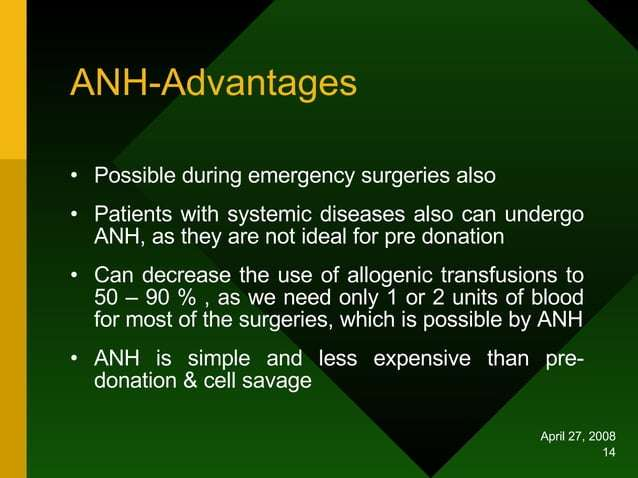 ANH-Advantages
• Possible during emergency surgeries also
• Patients with systemic diseases also can undergo
ANH, as they are not ideal for pre donation
• Can decrease the use of allogenic transfusions to
50 – 90 % , as we need only 1 or 2 units of blood
for most of the surgeries, which is possible by ANH
• ANH is simple and less expensive than pre-
donation & cell savage
April 27, 2008
14